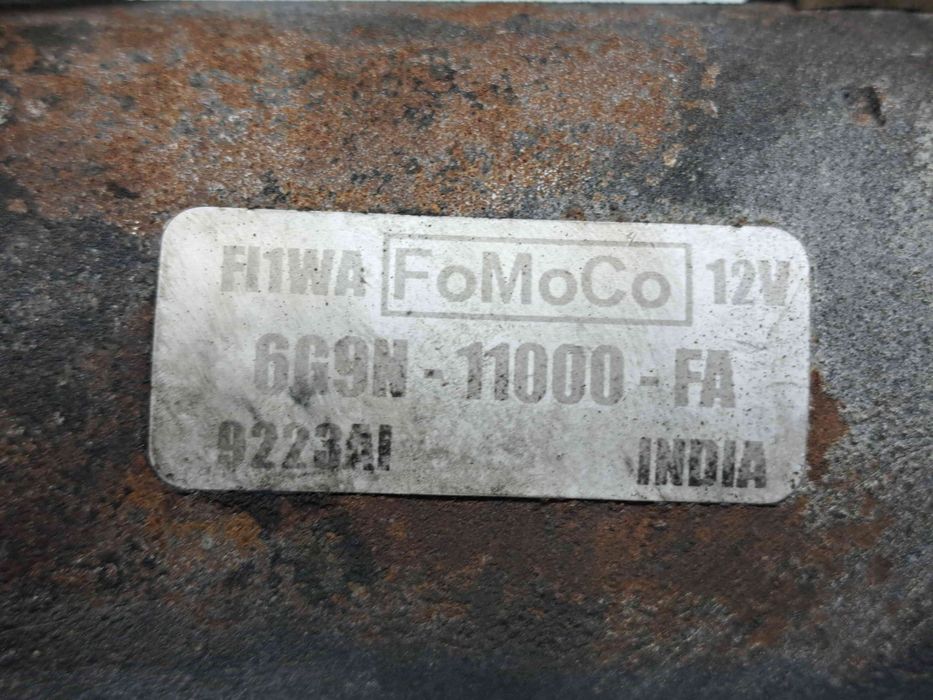 FI1WA FoMoCo 12V
6G9N - 11000 - FA
9223AI INDIA